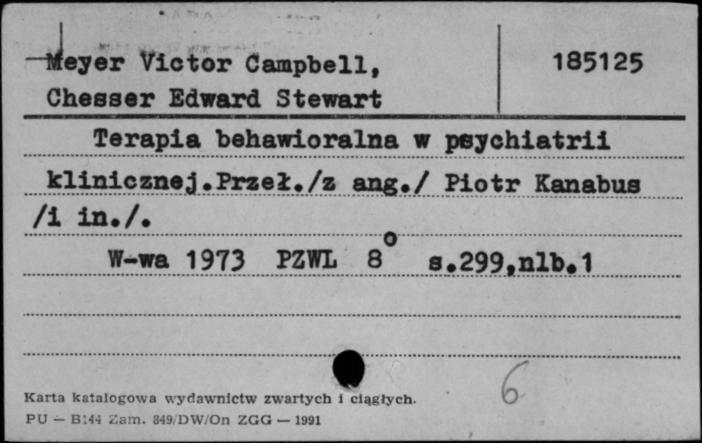 Meyer Victor Campbell, 185125
Chesser Edward Stewart
Terapia behawioralna w psychiatrii
klinicznej.Przeł./z ang./ Piotr Kanabus
/i in./.
W-wa 1973 PZWL 8° s.299,nlb.1
6
Karta katalogowa wydawnictw zwartych i ciągłych.
PU — B144 Zam. 849/DW/On ZGG — 1991